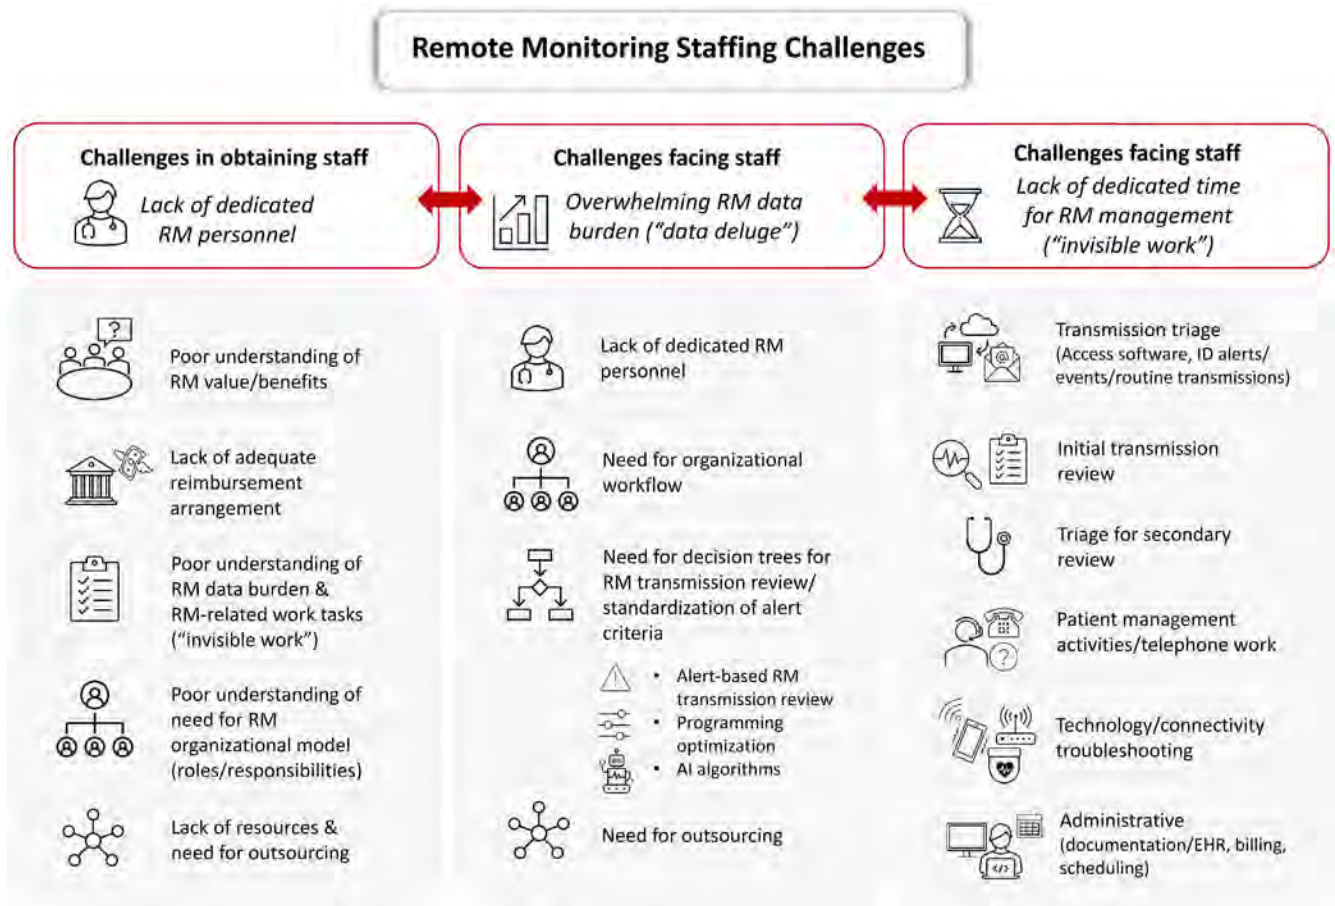 Remote Monitoring Staffing Challenges
Challenges in obtaining staff
Lack of dedicated
RM personnel
Challenges facing staff
Overwhelming RM data
burden (“data deluge”)
Challenges facing staff
Lack of dedicated time
for RM management
(“invisible work”)
?
Poor understanding of
RM value/benefits
Lack of adequate
reimbursement
arrangement
Poor understanding of
RM data burden &
RM-related work tasks
(“invisible work”)
Poor understanding of
need for RM
organizational model
(roles/responsibilities)
Lack of resources &
need for outsourcing
Lack of dedicated RM
personnel
Need for organizational
workflow
Need for decision trees for
RM transmission review/
standardization of alert
criteria
• Alert-based RM
transmission review
• Programming
optimization
• AI algorithms
Need for outsourcing
@
Transmission triage
(Access software, ID alerts/
events/routine transmissions)
Initial transmission
review
Triage for secondary
review
?
Patient management
activities/telephone work
Technology/connectivity
troubleshooting
</>
Administrative
(documentation/EHR, billing,
scheduling)